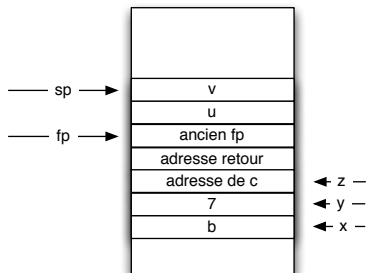 sp v
u
fp ancien fp
adresse retour
adresse de c z
7 y
b x